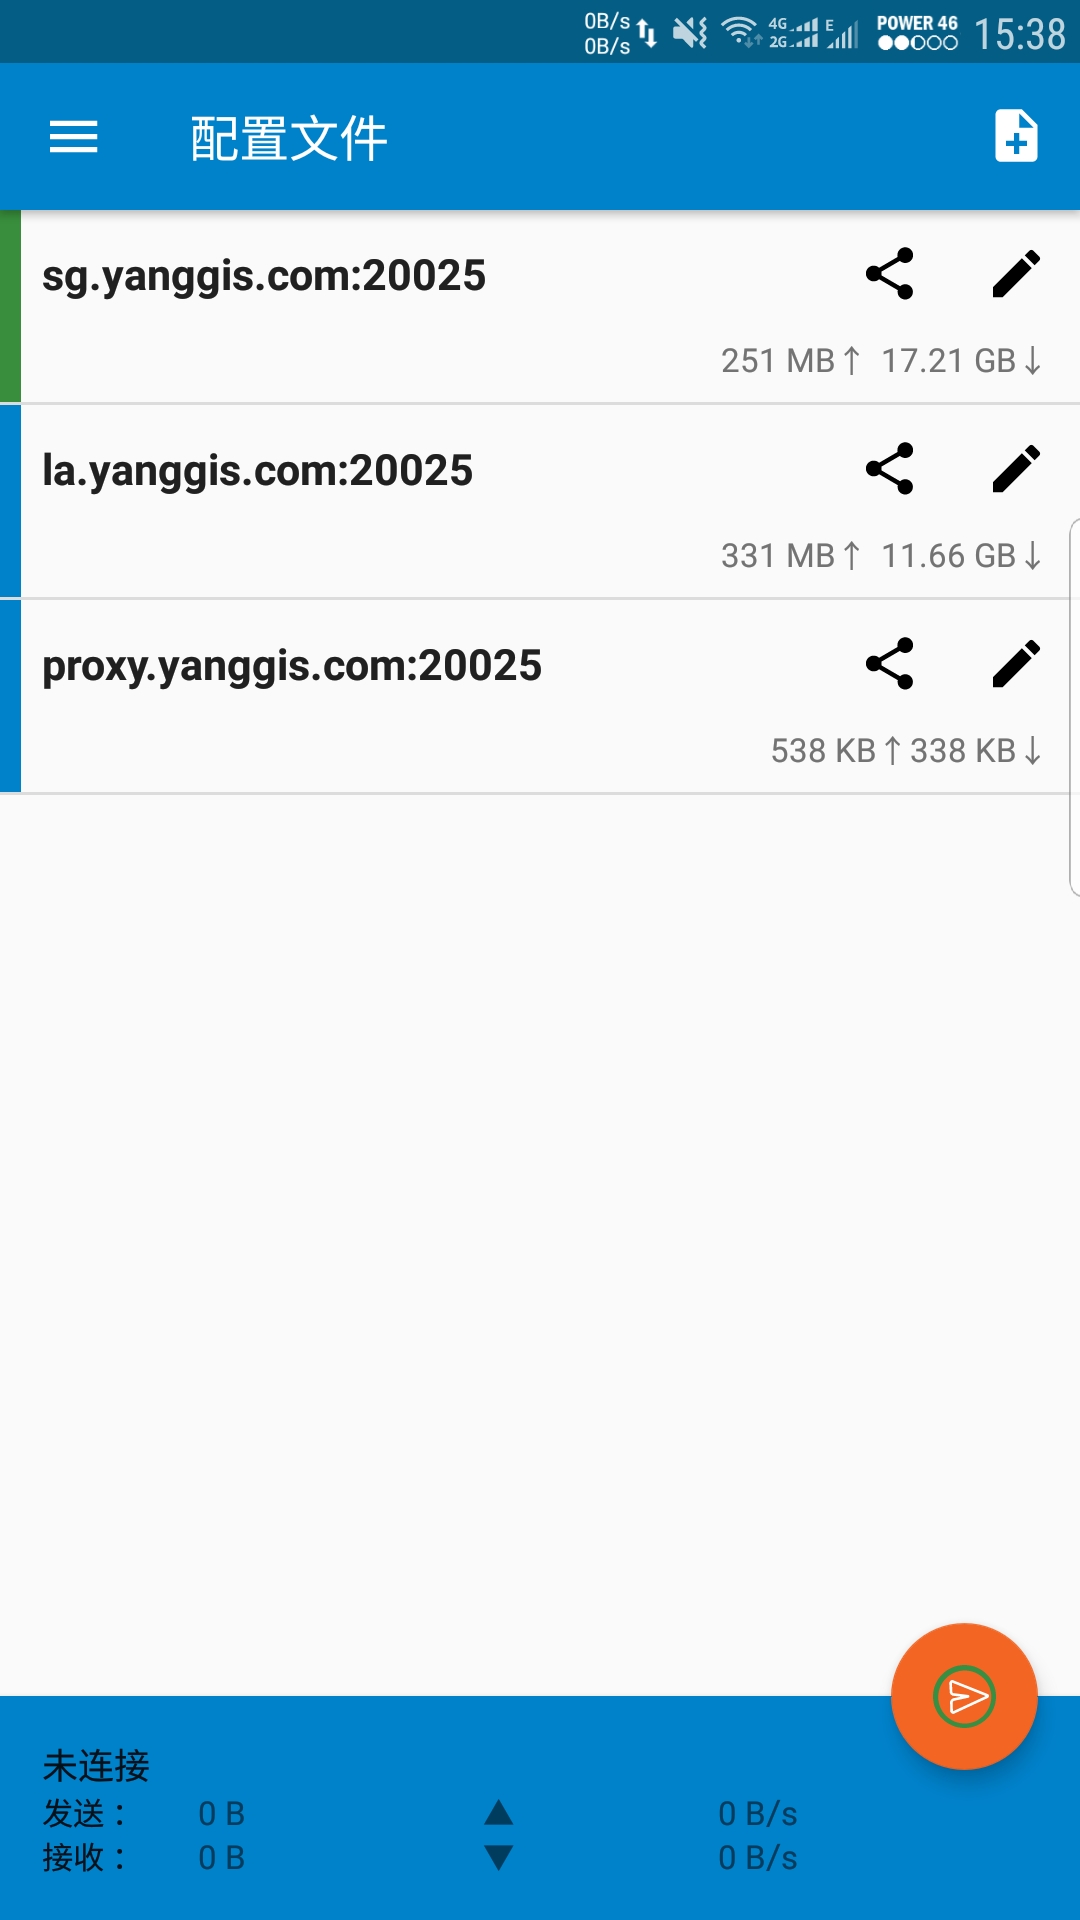 0B/s
0B/s
4G
2G
E
POWER 46
15:38
配置文件
sg.yanggis.com:20025
251 MB↑ 17.21 GB↓
la.yanggis.com:20025
331 MB↑ 11.66 GB↓
proxy.yanggis.com:20025
538 KB↑ 338 KB↓
未连接
发送： 0 B ▲ 0 B/s
接收： 0 B ▼ 0 B/s